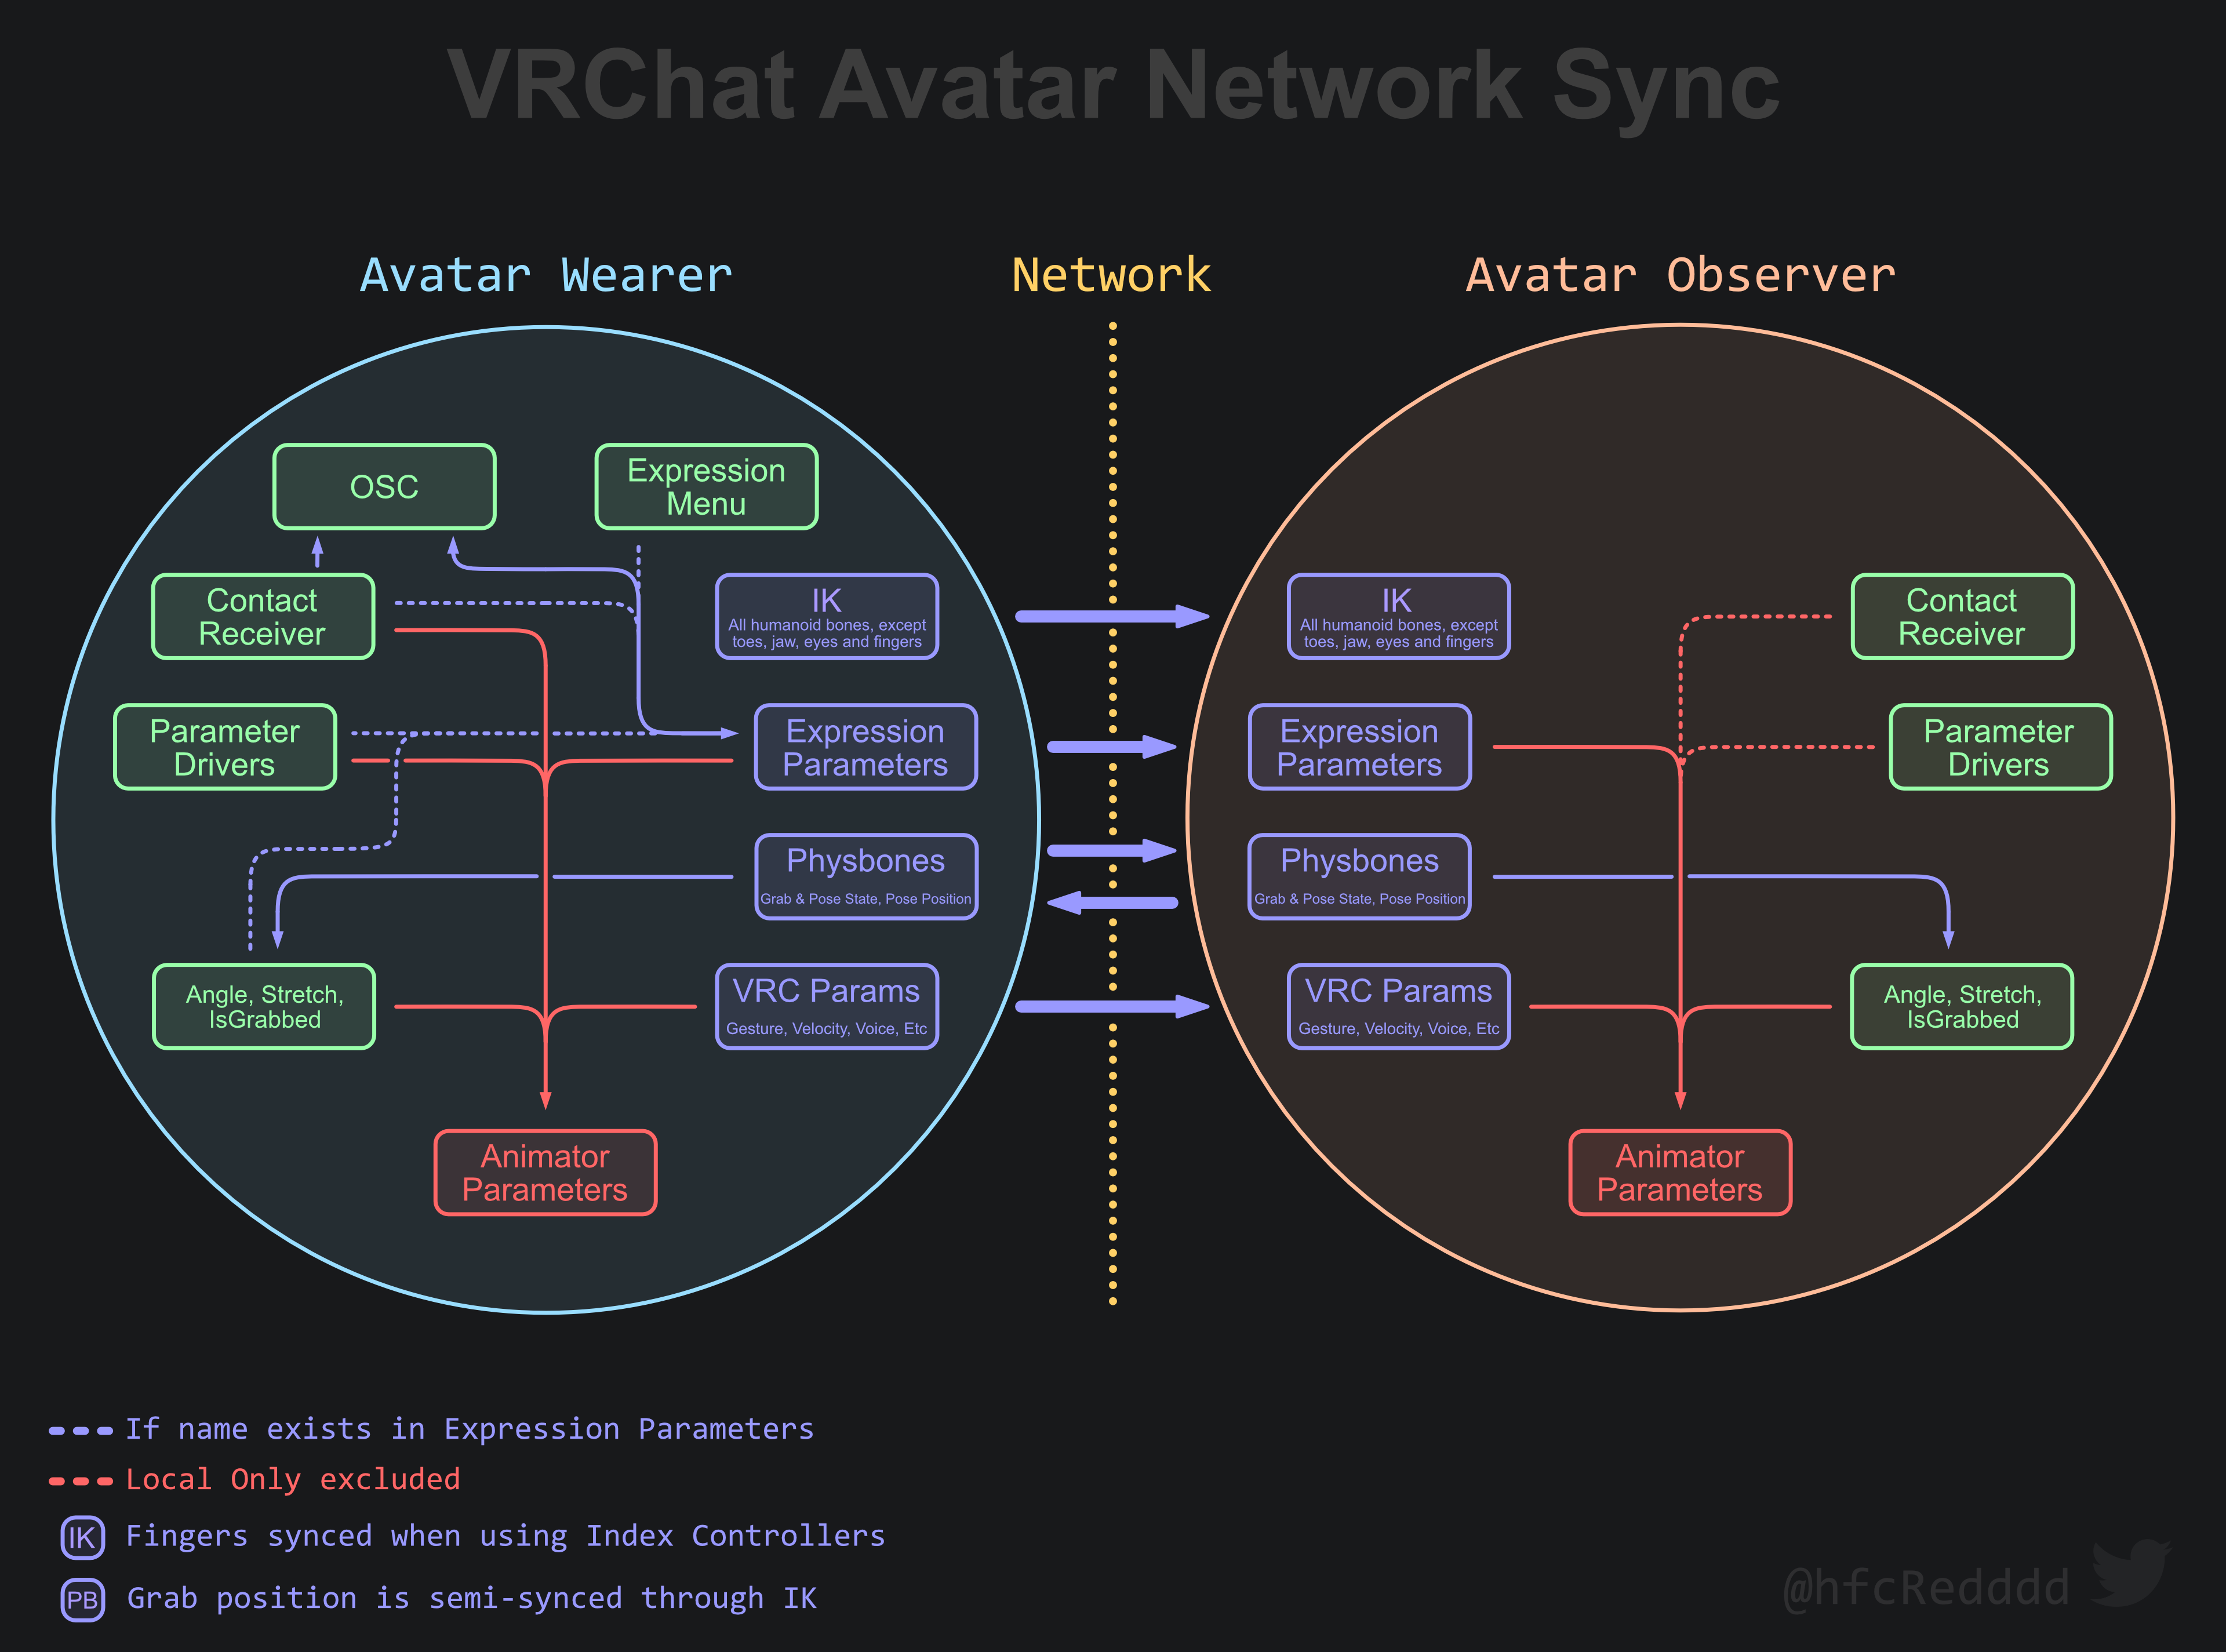 VRChat Avatar Network Sync
Avatar Wearer
Network
Avatar Observer
OSC
Expression
Menu
Contact
Receiver
IK
All humanoid bones, except
toes, jaw, eyes and fingers
Parameter
Drivers
Expression
Parameters
Physbones
Grab & Pose State, Pose Position
Angle, Stretch,
IsGrabbed
VRC Params
Gesture, Velocity, Voice, Etc
Animator
Parameters
IK
All humanoid bones, except
toes, jaw, eyes and fingers
Contact
Receiver
Expression
Parameters
Parameter
Drivers
Physbones
Grab & Pose State, Pose Position
VRC Params
Gesture, Velocity, Voice, Etc
Angle, Stretch,
IsGrabbed
Animator
Parameters
If name exists in Expression Parameters
Local Only excluded
IK Fingers synced when using Index Controllers
PB Grab position is semi-synced through IK
@hfcRedddd